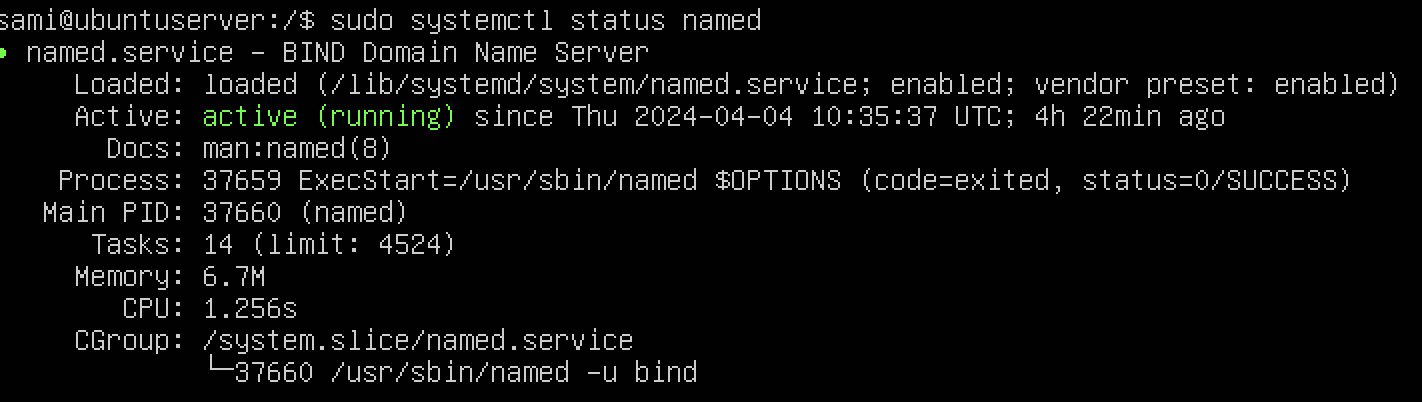 sami@ubuntuserver:/$ sudo systemctl status named
● named.service - BIND Domain Name Server
Loaded: loaded (/lib/systemd/system/named.service; enabled; vendor preset: enabled)
Active: active (running) since Thu 2024-04-04 10:35:37 UTC; 4h 22min ago
Docs: man:named(8)
Process: 37659 ExecStart=/usr/sbin/named $OPTIONS (code=exited, status=0/SUCCESS)
Main PID: 37660 (named)
Tasks: 14 (limit: 4524)
Memory: 6.7M
CPU: 1.256s
CGroup: /system.slice/named.service
└─37660 /usr/sbin/named -u bind